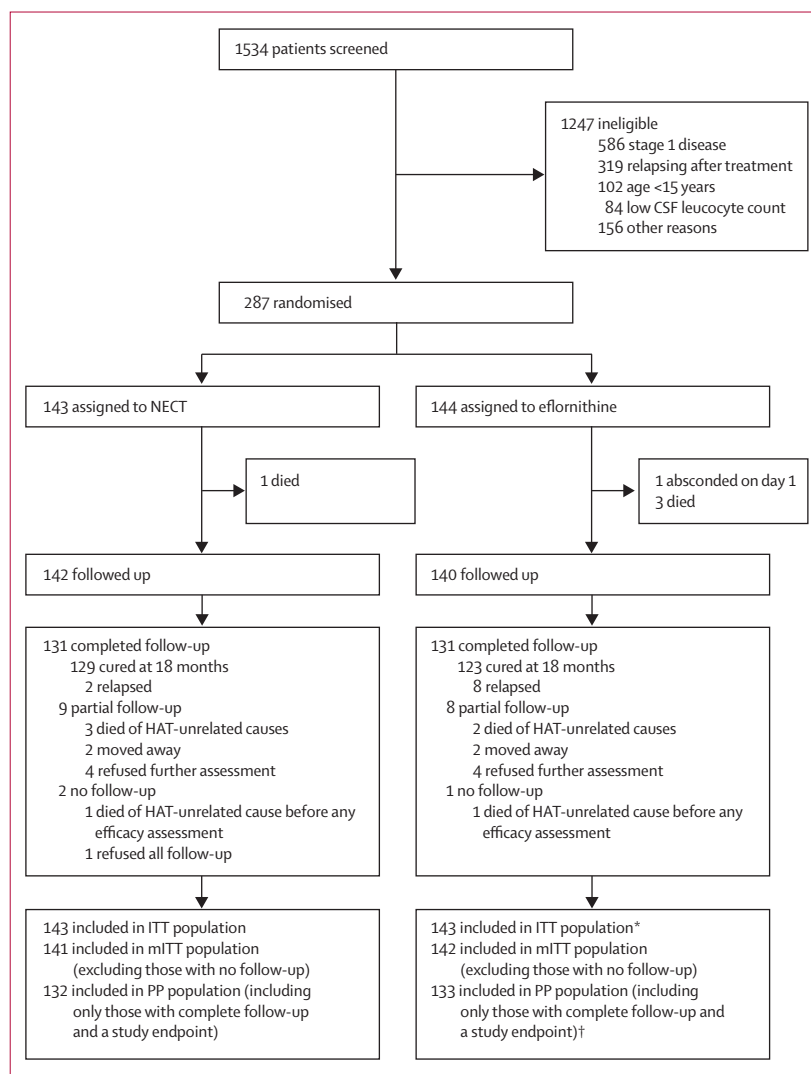 1534 patients screened
1247 ineligible
586 stage 1 disease
319 relapsing after treatment
102 age <15 years
84 low CSF leucocyte count
156 other reasons
287 randomised
143 assigned to NECT
144 assigned to eflornithine
1 died
1 absconded on day 1
3 died
142 followed up
140 followed up
131 completed follow-up
129 cured at 18 months
2 relapsed
9 partial follow-up
3 died of HAT-unrelated causes
2 moved away
4 refused further assessment
2 no follow-up
1 died of HAT-unrelated cause before any
efficacy assessment
1 refused all follow-up
131 completed follow-up
123 cured at 18 months
8 relapsed
8 partial follow-up
2 died of HAT-unrelated causes
2 moved away
4 refused further assessment
1 no follow-up
1 died of HAT-unrelated cause before any
efficacy assessment
143 included in ITT population
141 included in mITT population
(excluding those with no follow-up)
132 included in PP population (including
only those with complete follow-up
and a study endpoint)
143 included in ITT population*
142 included in mITT population
(excluding those with no follow-up)
133 included in PP population (including
only those with complete follow-up and
a study endpoint)†